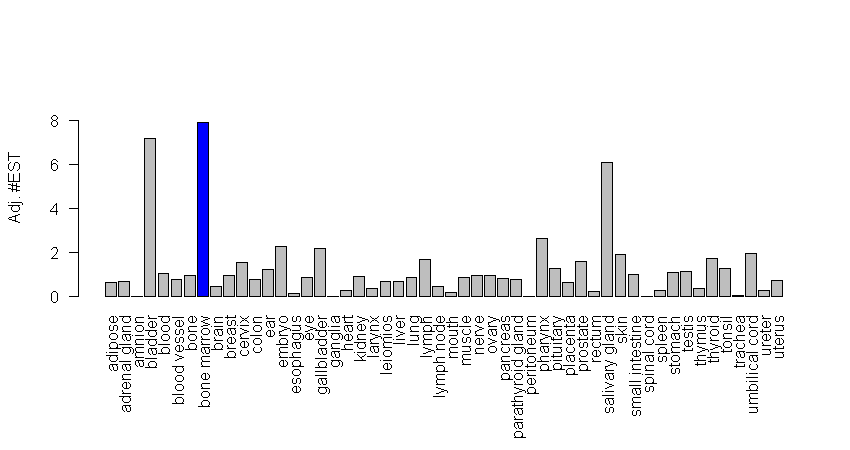 Adj. #EST
8
6
4
2
0
adipose
adrenal gland
amnion
bladder
blood
blood vessel
bone
bone marrow
brain
breast
cervix
colon
ear
embryo
esophagus
eye
gallbladder
ganglia
heart
kidney
larynx
leiomios
liver
lung
lymph
lymph node
mouth
muscle
nerve
ovary
pancreas
parathyroid gland
peritoneum
pharynx
pituitary
placenta
prostate
rectum
salivary gland
skin
small intestine
spinal cord
spleen
stomach
testis
thymus
thyroid
tonsil
trachea
umbilical cord
ureter
uterus